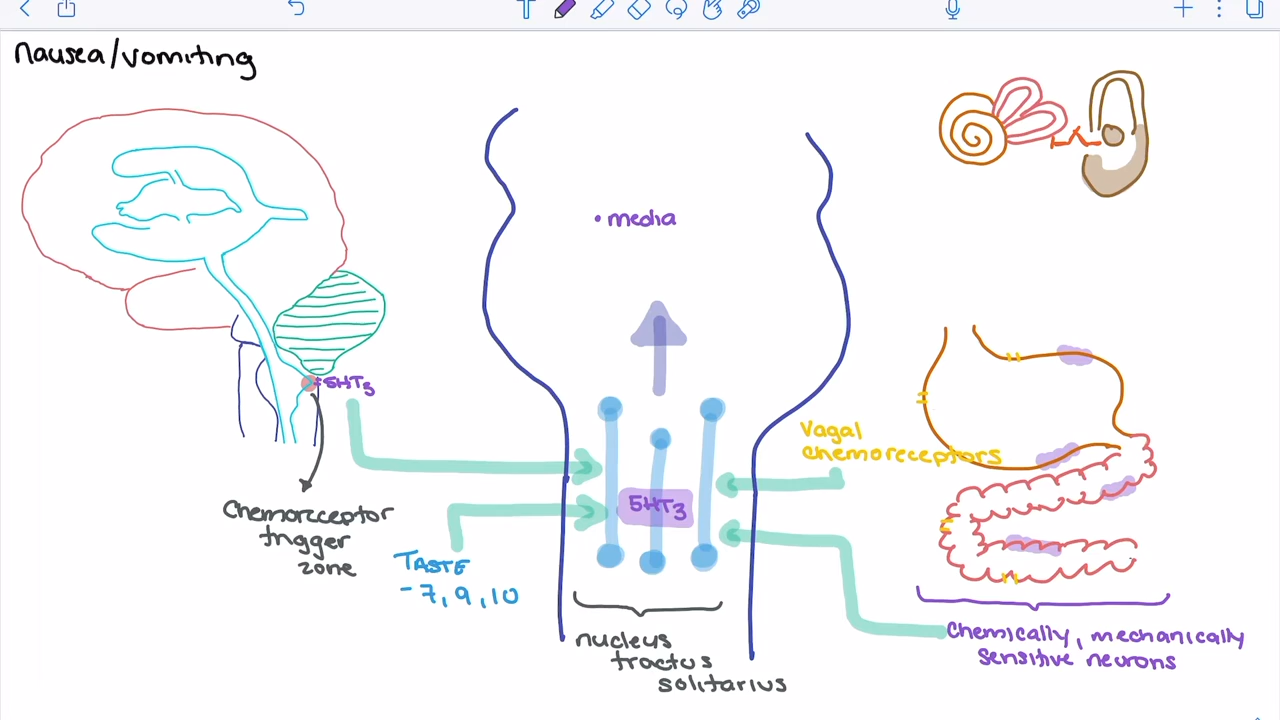 nausea/vomiting
• media
5HT3
Chemoreceptor
trigger
zone
TASTE
- 7, 9, 10
5HT3
nucleus
tractus
solitarius
Vagal
chemoreceptors
Chemically, mechanically
sensitive neurons